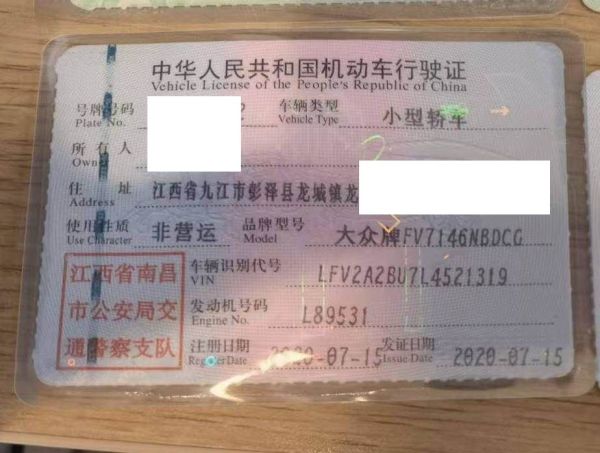 中华人民共和国机动车行驶证
Vehicle License of the People's Republic of China
号牌号码 2 车辆类型 小型轿车
Plate No. Vehicle Type
所有人
Owner
住址 江西省九江市彭泽县龙城镇龙
Address
使用性质 非营运 品牌型号 大众牌FV7146NBDCG
Use Character Model
江西省南昌 车辆识别代号 LFV2A2BU7L4521319
VIN
市公安局交 发动机号码 L89531
Engine No.
通警察支队 注册日期 2020-07-15 发证日期 2020-07-15
Register Date Issue Date